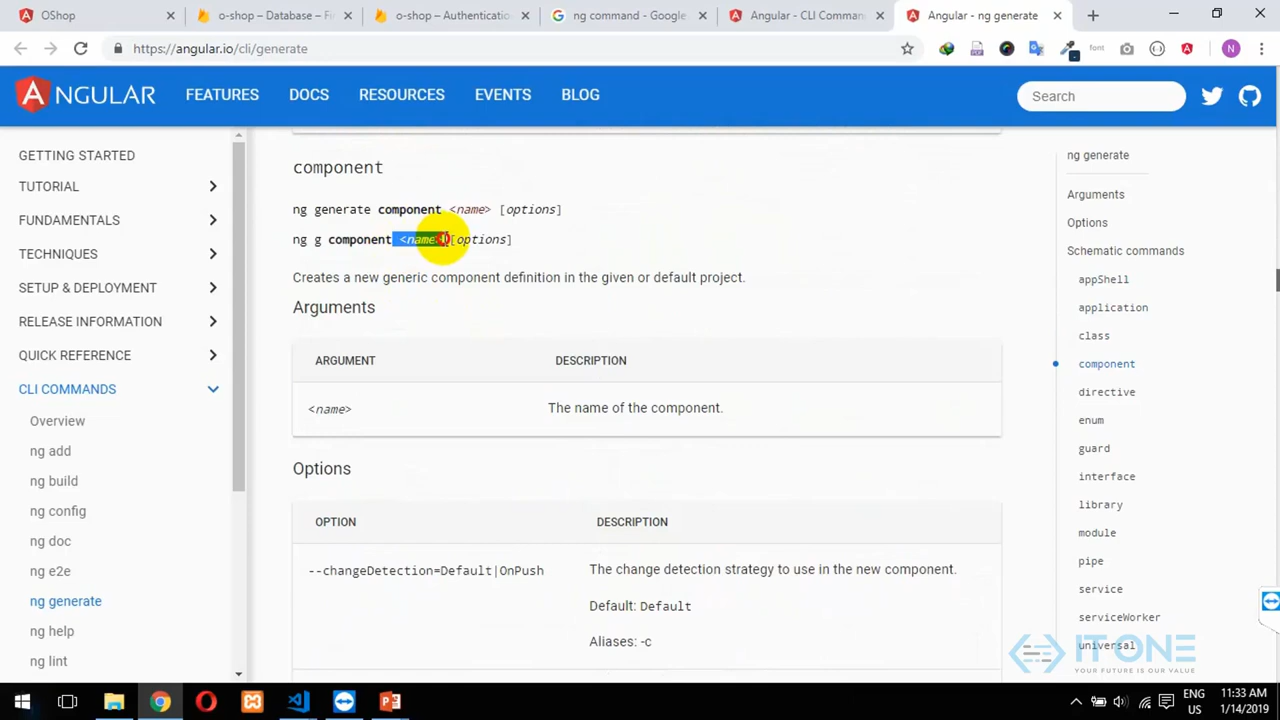 OShop
o-shop – Database – Fi
o-shop – Authenticatio
ng command - Google
Angular - CLI Comman
Angular - ng generate
https://angular.io/cli/generate
font
N
ANGULAR
FEATURES
DOCS
RESOURCES
EVENTS
BLOG
Search
GETTING STARTED
TUTORIAL
FUNDAMENTALS
TECHNIQUES
SETUP & DEPLOYMENT
RELEASE INFORMATION
QUICK REFERENCE
CLI COMMANDS
Overview
ng add
ng build
ng config
ng doc
ng e2e
ng generate
ng help
ng lint
component
ng generate component <name> [options]
ng g component <name> [options]
Creates a new generic component definition in the given or default project.
Arguments
ARGUMENT DESCRIPTION
<name> The name of the component.
Options
OPTION DESCRIPTION
--changeDetection=Default|OnPush The change detection strategy to use in the new component.
Default: Default
Aliases: -c
ng generate
Arguments
Options
Schematic commands
appShell
application
class
component
directive
enum
guard
interface
library
module
pipe
service
serviceWorker
universal
ITONE
YOUR FUTURE IS OUR GOAL
ENG
US
11:33 AM
1/14/2019